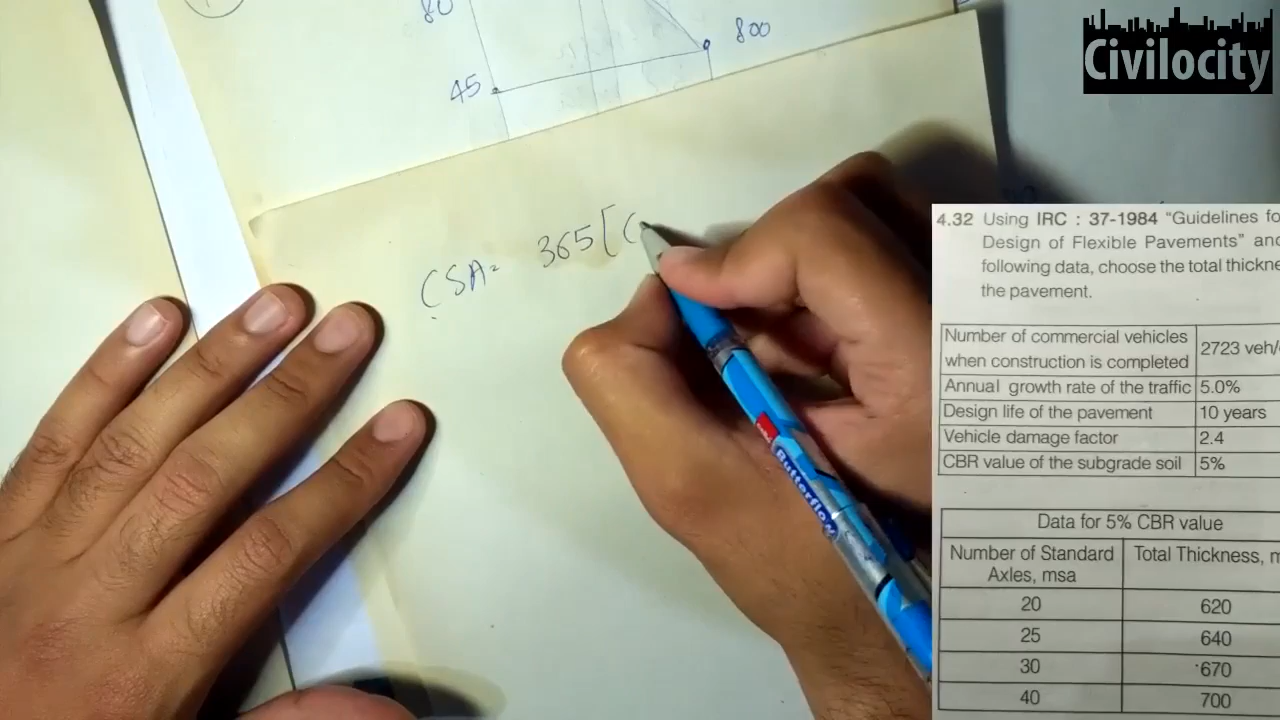 80
800
45
CSA= 365[(
Civilocity
4.32 Using IRC : 37-1984 "Guidelines fo
Design of Flexible Pavements" and
following data, choose the total thickne
the pavement.
Number of commercial vehicles
when construction is completed
2723 veh/
Annual growth rate of the traffic 5.0%
Design life of the pavement 10 years
Vehicle damage factor 2.4
CBR value of the subgrade soil 5%
Data for 5% CBR value
Number of Standard
Axles, msa
Total Thickness, m
20 620
25 640
30 670
40 700
Butterflow